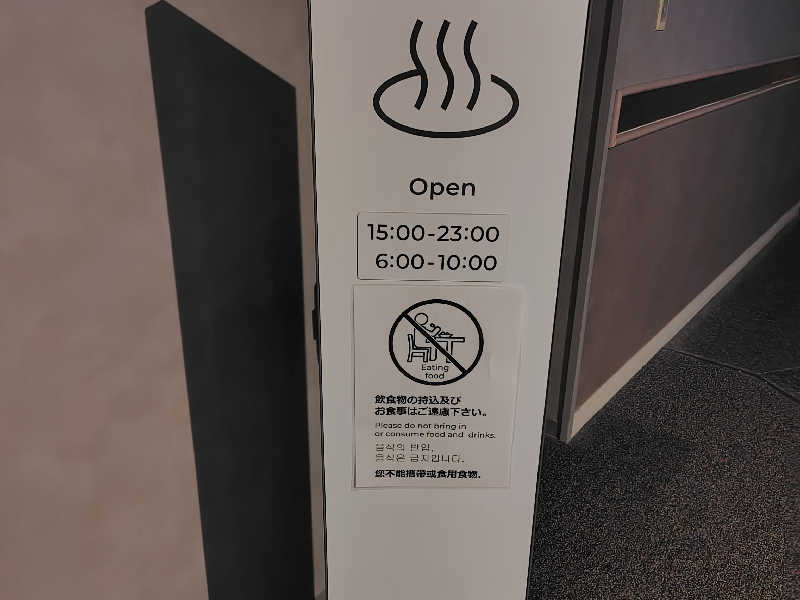 Open
15:00-23:00
6:00-10:00
Eating
food
飲食物の持込及び
お食事はご遠慮下さい。
Please do not bring in
or consume food and drinks.
음식의 반입,
음식은 금지입니다.
您不能攜帶或食用食物.